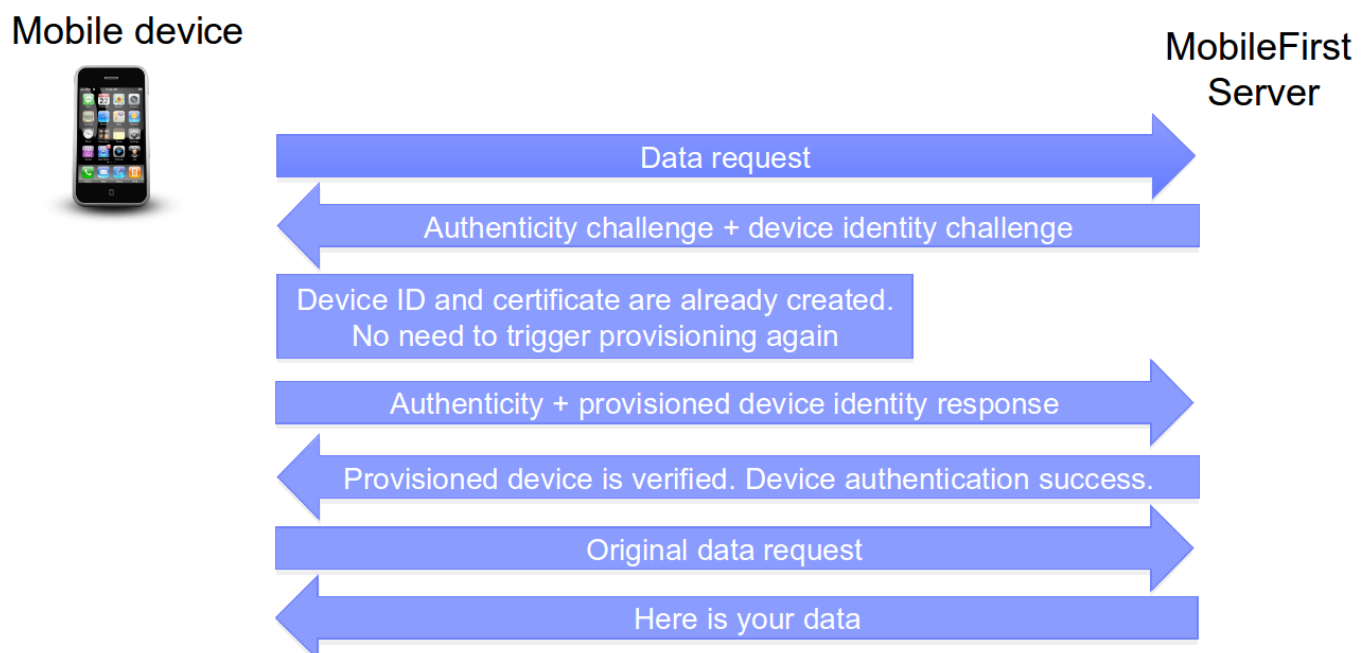 Mobile device
MobileFirst
Server
Data request
Authenticity challenge + device identity challenge
Device ID and certificate are already created.
No need to trigger provisioning again
Authenticity + provisioned device identity response
Provisioned device is verified. Device authentication success.
Original data request
Here is your data